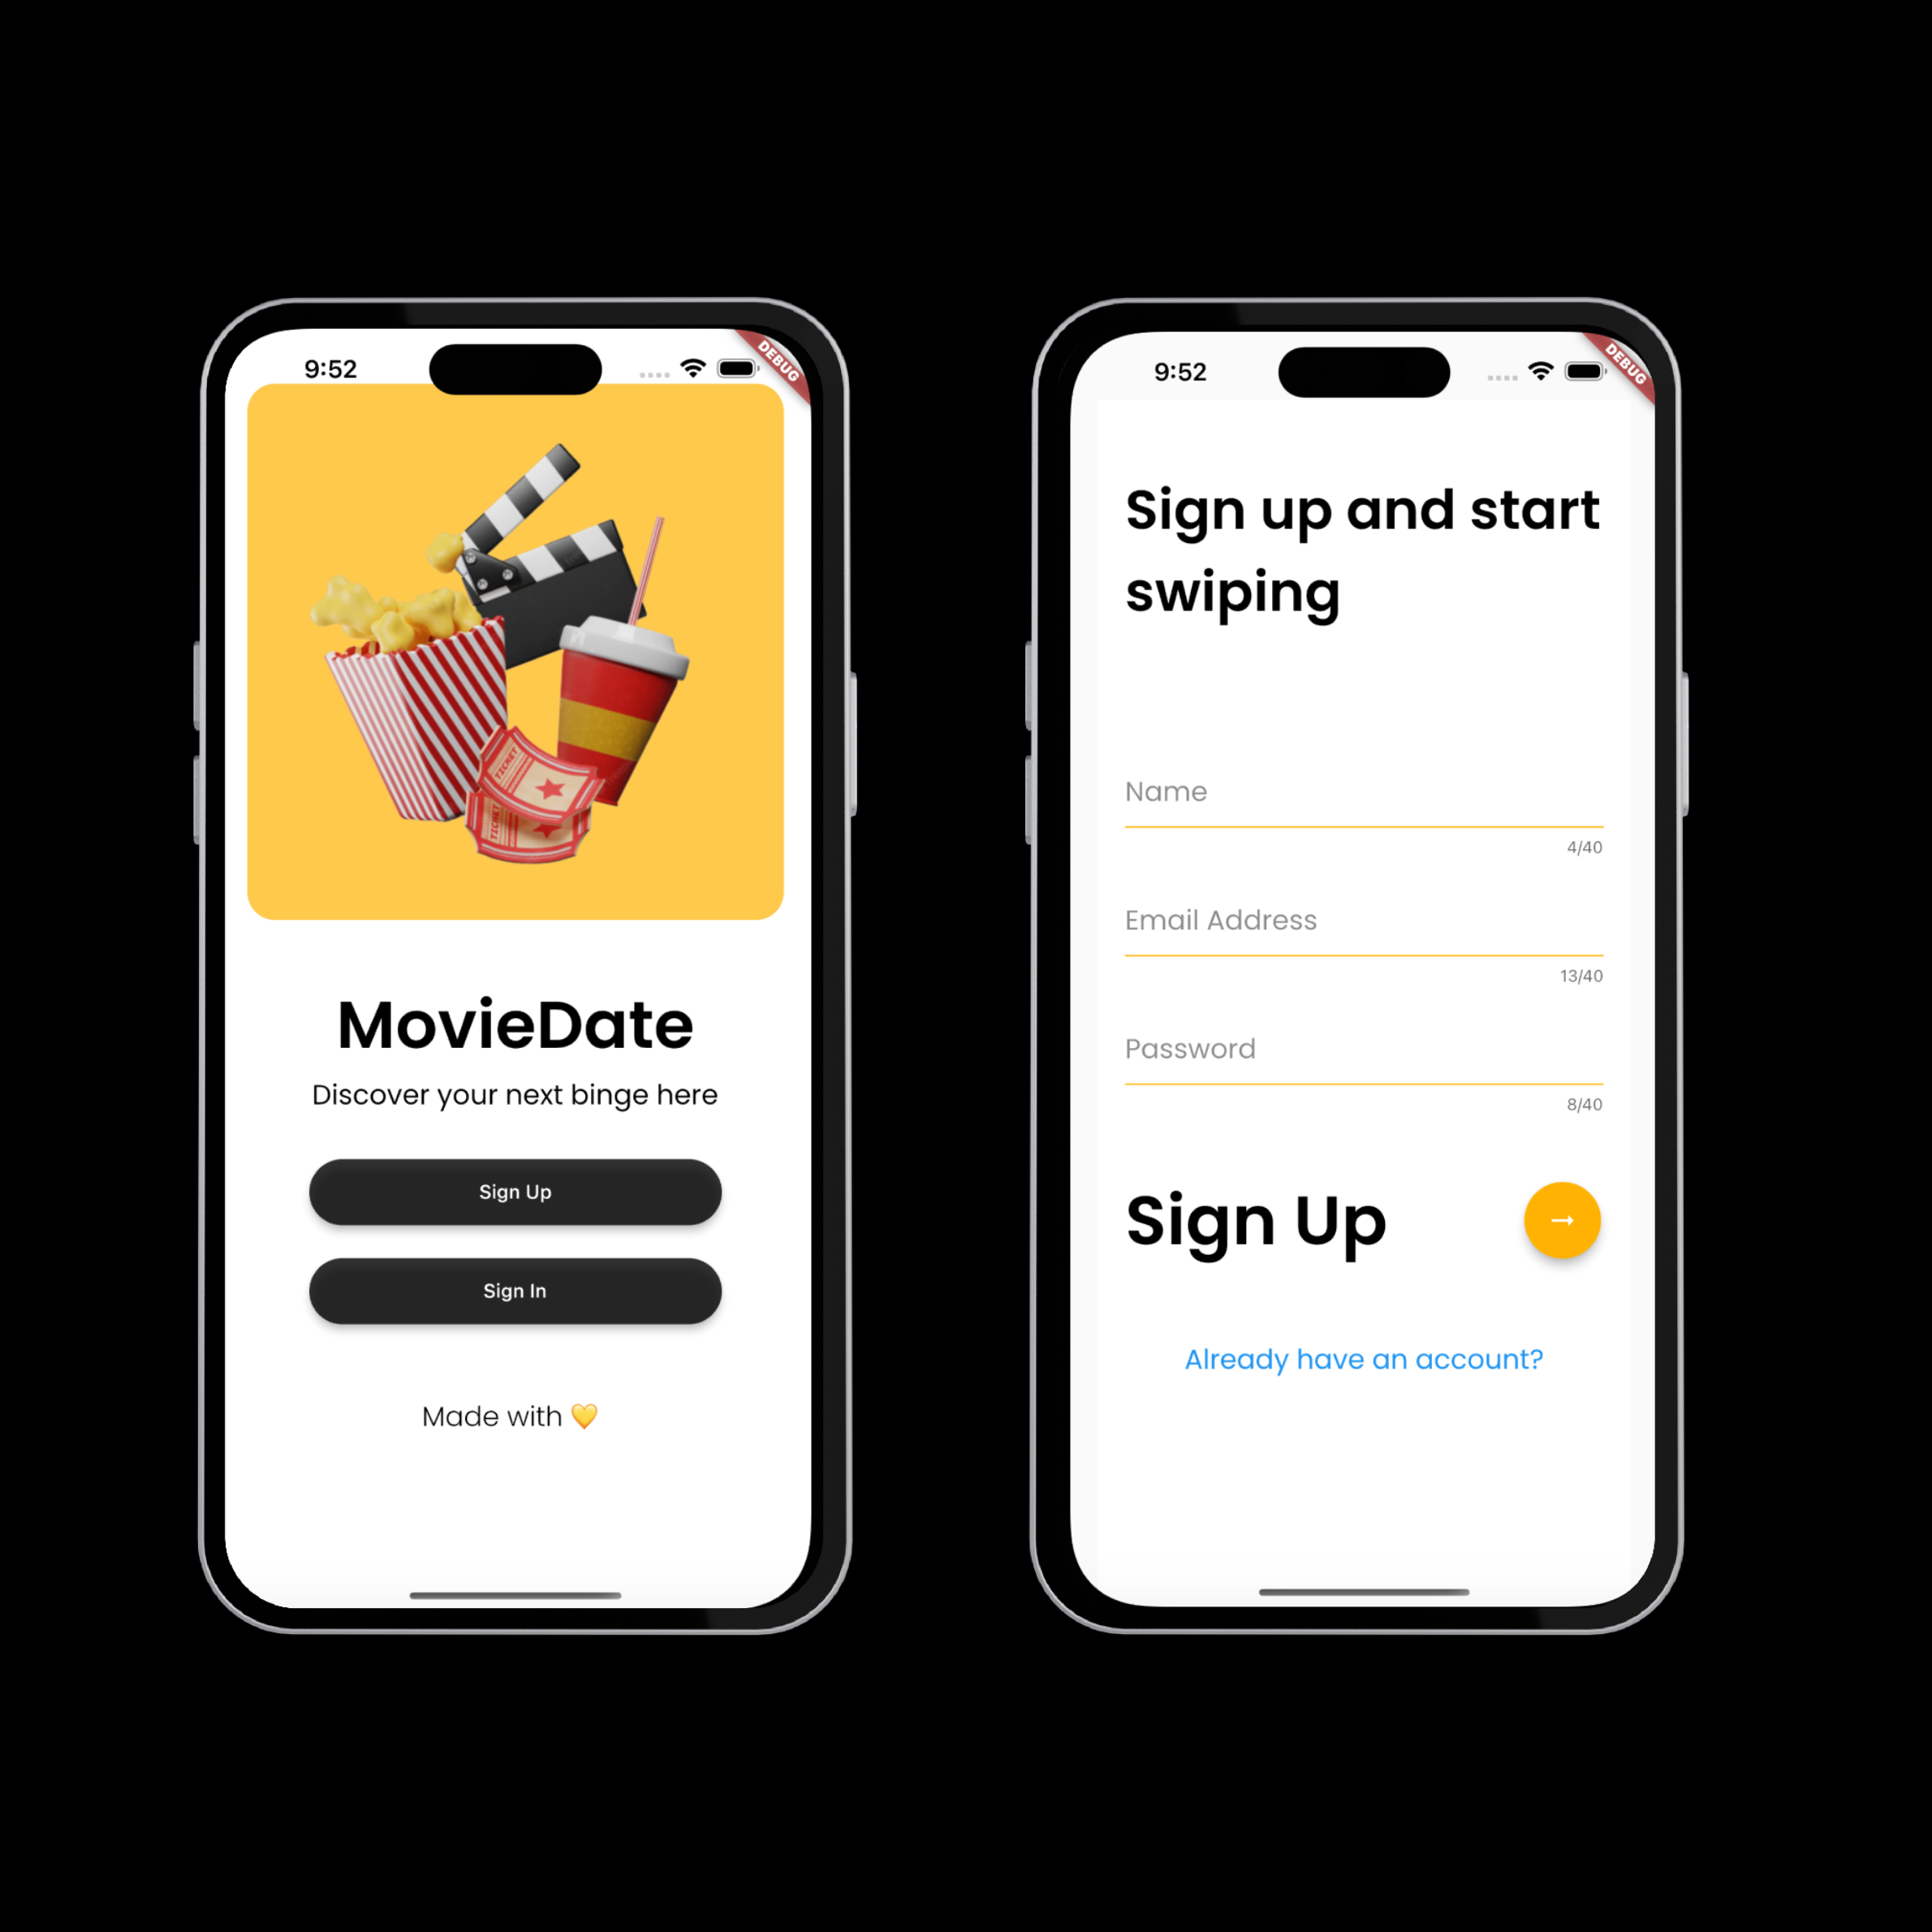 9:52
DEBUG
TICKET
TICKET
MovieDate
Discover your next binge here
Sign Up
Sign In
Made with 💛
9:52
DEBUG
Sign up and start
swiping
Name
4/40
Email Address
13/40
Password
8/40
Sign Up
→
Already have an account?